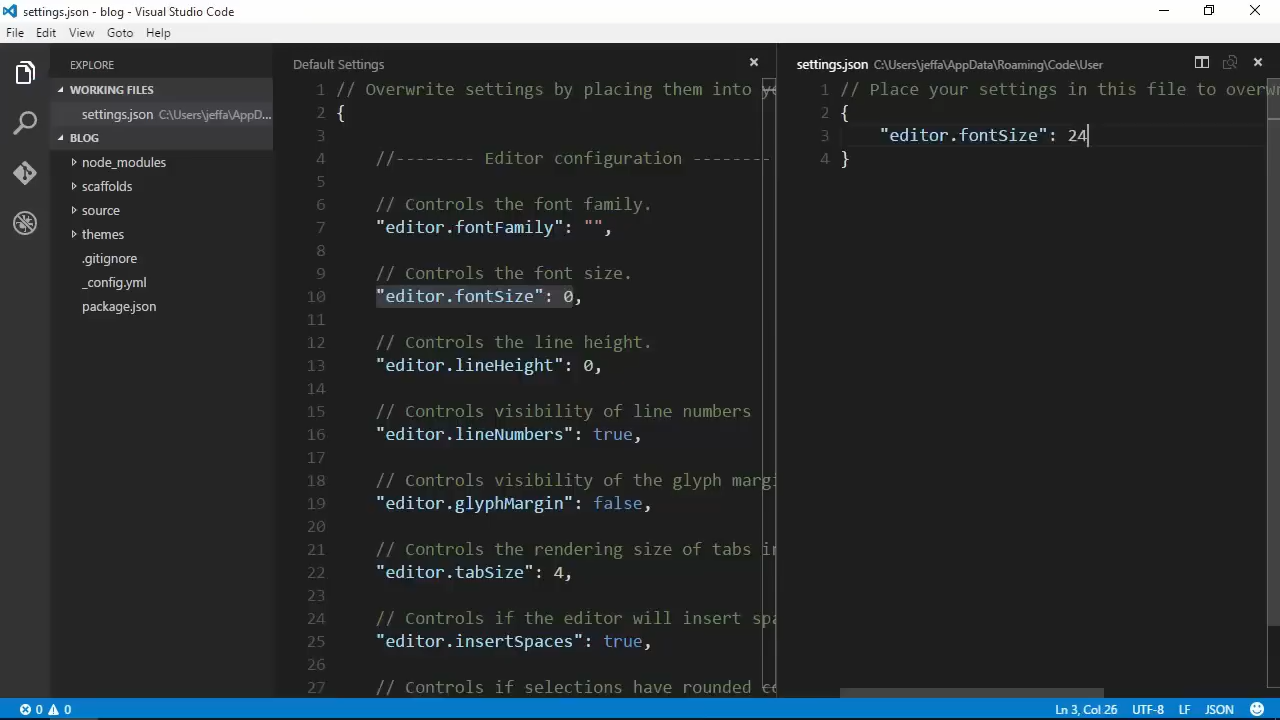 settings.json - blog - Visual Studio Code
File Edit View Goto Help
EXPLORE
WORKING FILES
settings.json C:\Users\jeffa\AppD...
BLOG
node_modules
scaffolds
source
themes
.gitignore
_config.yml
package.json
Default Settings
1 // Overwrite settings by placing them into
2 {
3
4 //-------- Editor configuration --------
5
6 // Controls the font family.
7 "editor.fontFamily": "",
8
9 // Controls the font size.
10 "editor.fontSize": 0,
11
12 // Controls the line height.
13 "editor.lineHeight": 0,
14
15 // Controls visibility of line numbers
16 "editor.lineNumbers": true,
17
18 // Controls visibility of the glyph marg
19 "editor.glyphMargin": false,
20
21 // Controls the rendering size of tabs in
22 "editor.tabSize": 4,
23
24 // Controls if the editor will insert spa
25 "editor.insertSpaces": true,
26
27 // Controls if selections have rounded
settings.json C:\Users\jeffa\AppData\Roaming\Code\User
1 // Place your settings in this file to overw
2 {
3 "editor.fontSize": 24
4 }
0 0
Ln 3, Col 26 UTF-8 LF JSON